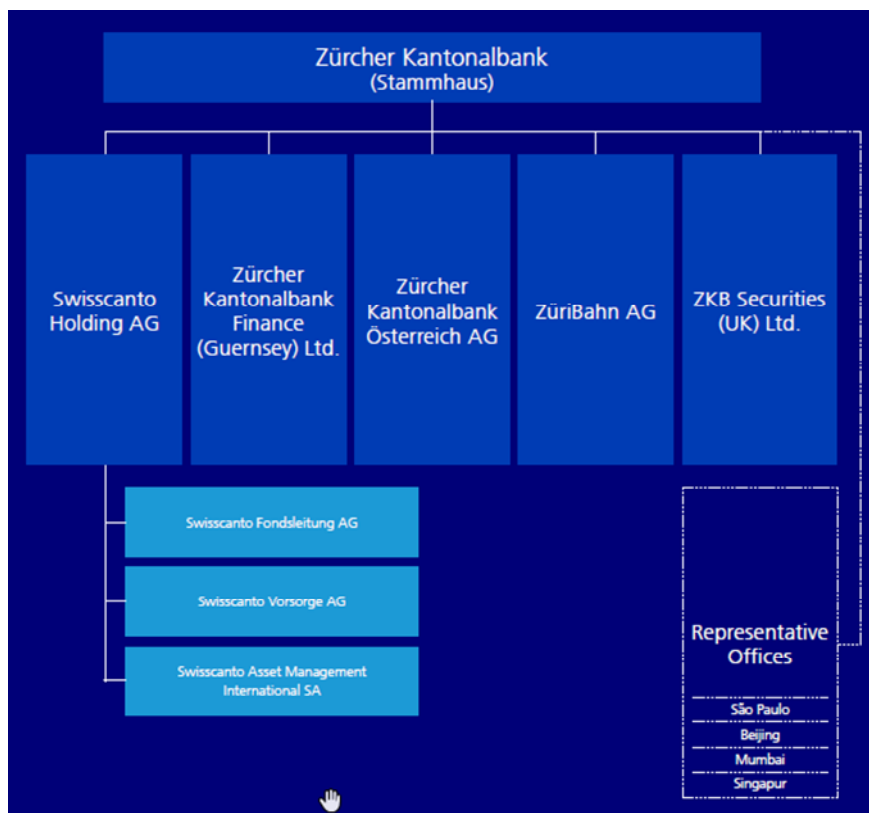 Zürcher Kantonalbank
(Stammhaus)
Swisscanto
Holding AG
Zürcher
Kantonalbank
Finance
(Guernsey) Ltd.
Zürcher
Kantonalbank
Österreich AG
ZüriBahn AG
ZKB Securities
(UK) Ltd.
Swisscanto Fondsleitung AG
Swisscanto Vorsorge AG
Swisscanto Asset Management
International SA
Representative
Offices
São Paulo
Beijing
Mumbai
Singapur